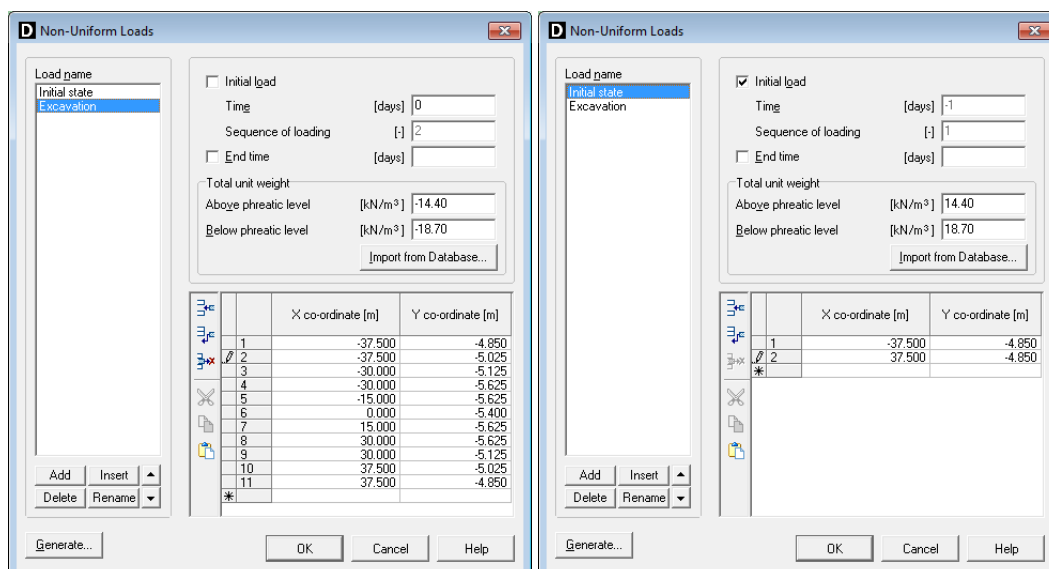 D Non-Uniform Loads
Load name
Initial state
Excavation
Initial load
Time [days] 0
Sequence of loading [-] 2
End time [days]
Total unit weight
Above phreatic level [kN/m³] -14.40
Below phreatic level [kN/m³] -18.70
Import from Database...
X co-ordinate [m] Y co-ordinate [m]
1 -37.500 -4.850
2 -37.500 -5.025
3 -30.000 -5.125
4 -30.000 -5.625
5 -15.000 -5.625
6 0.000 -5.400
7 15.000 -5.625
8 30.000 -5.625
9 30.000 -5.125
10 37.500 -5.025
11 37.500 -4.850
Add Insert
Delete Rename
Generate... OK Cancel Help
D Non-Uniform Loads
Load name
Initial state
Excavation
Initial load
Time [days] -1
Sequence of loading [-] 1
End time [days]
Total unit weight
Above phreatic level [kN/m³] 14.40
Below phreatic level [kN/m³] 18.70
Import from Database...
X co-ordinate [m] Y co-ordinate [m]
1 -37.500 -4.850
2 37.500 -4.850
Add Insert
Delete Rename
Generate... OK Cancel Help